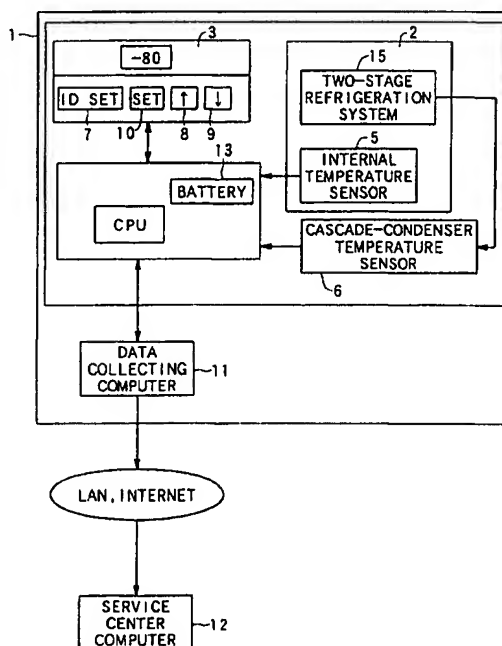 1
3
2
-80
15
TWO-STAGE
REFRIGERATION
SYSTEM
ID SET
SET
↑
↓
7
10
8
9
5
INTERNAL
TEMPERATURE
SENSOR
13
BATTERY
CPU
CASCADE-CONDENSER
TEMPERATURE
SENSOR
6
DATA
COLLECTING
COMPUTER
11
LAN, INTERNET
SERVICE
CENTER
COMPUTER
12